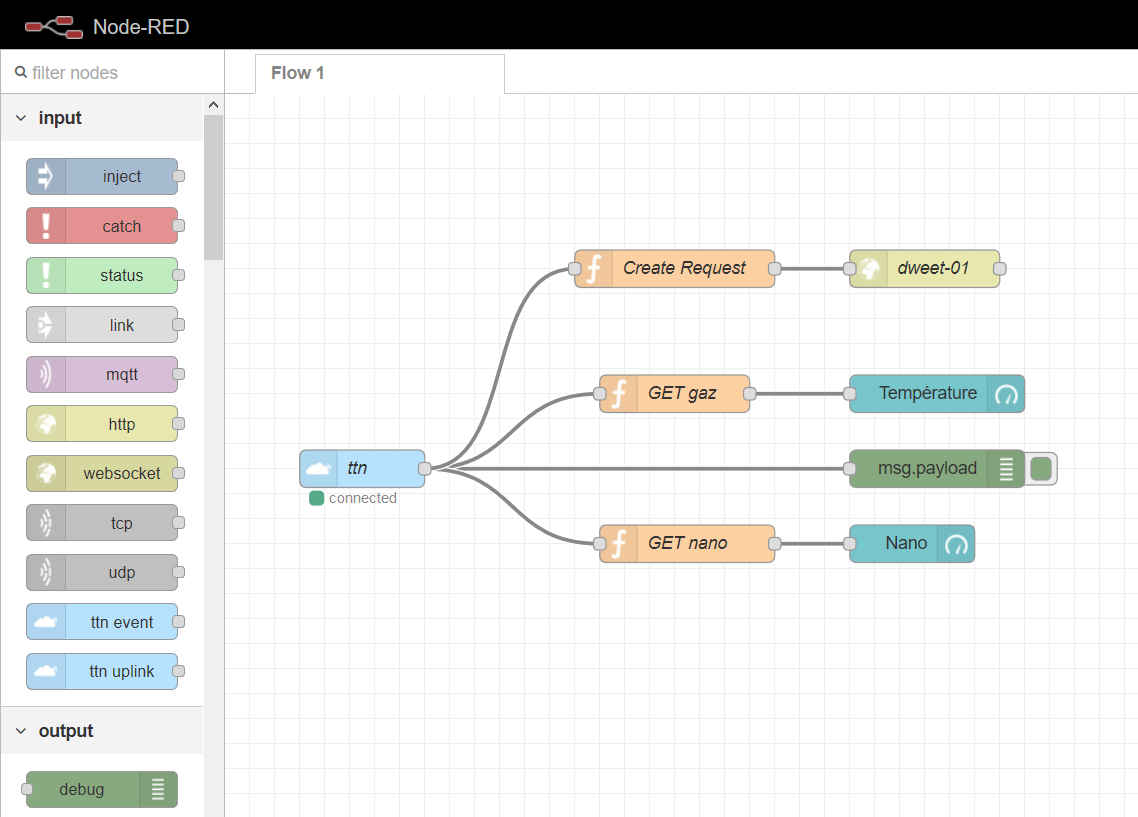 Node-RED
filter nodes
Flow 1
input
inject
catch
status
link
mqtt
http
websocket
tcp
udp
ttn event
ttn uplink
output
debug
Create Request
dweet-01
GET gaz
Température
ttn
connected
msg.payload
GET nano
Nano